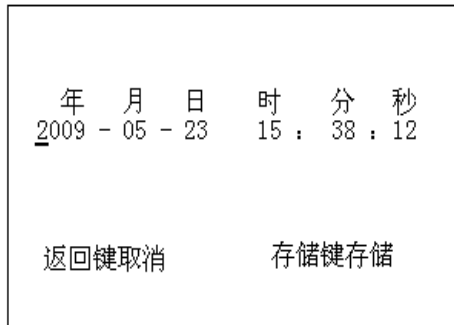 年 月 日 时 分 秒
2009 - 05 - 23 15 : 38 : 12
返回键取消 存储键存储